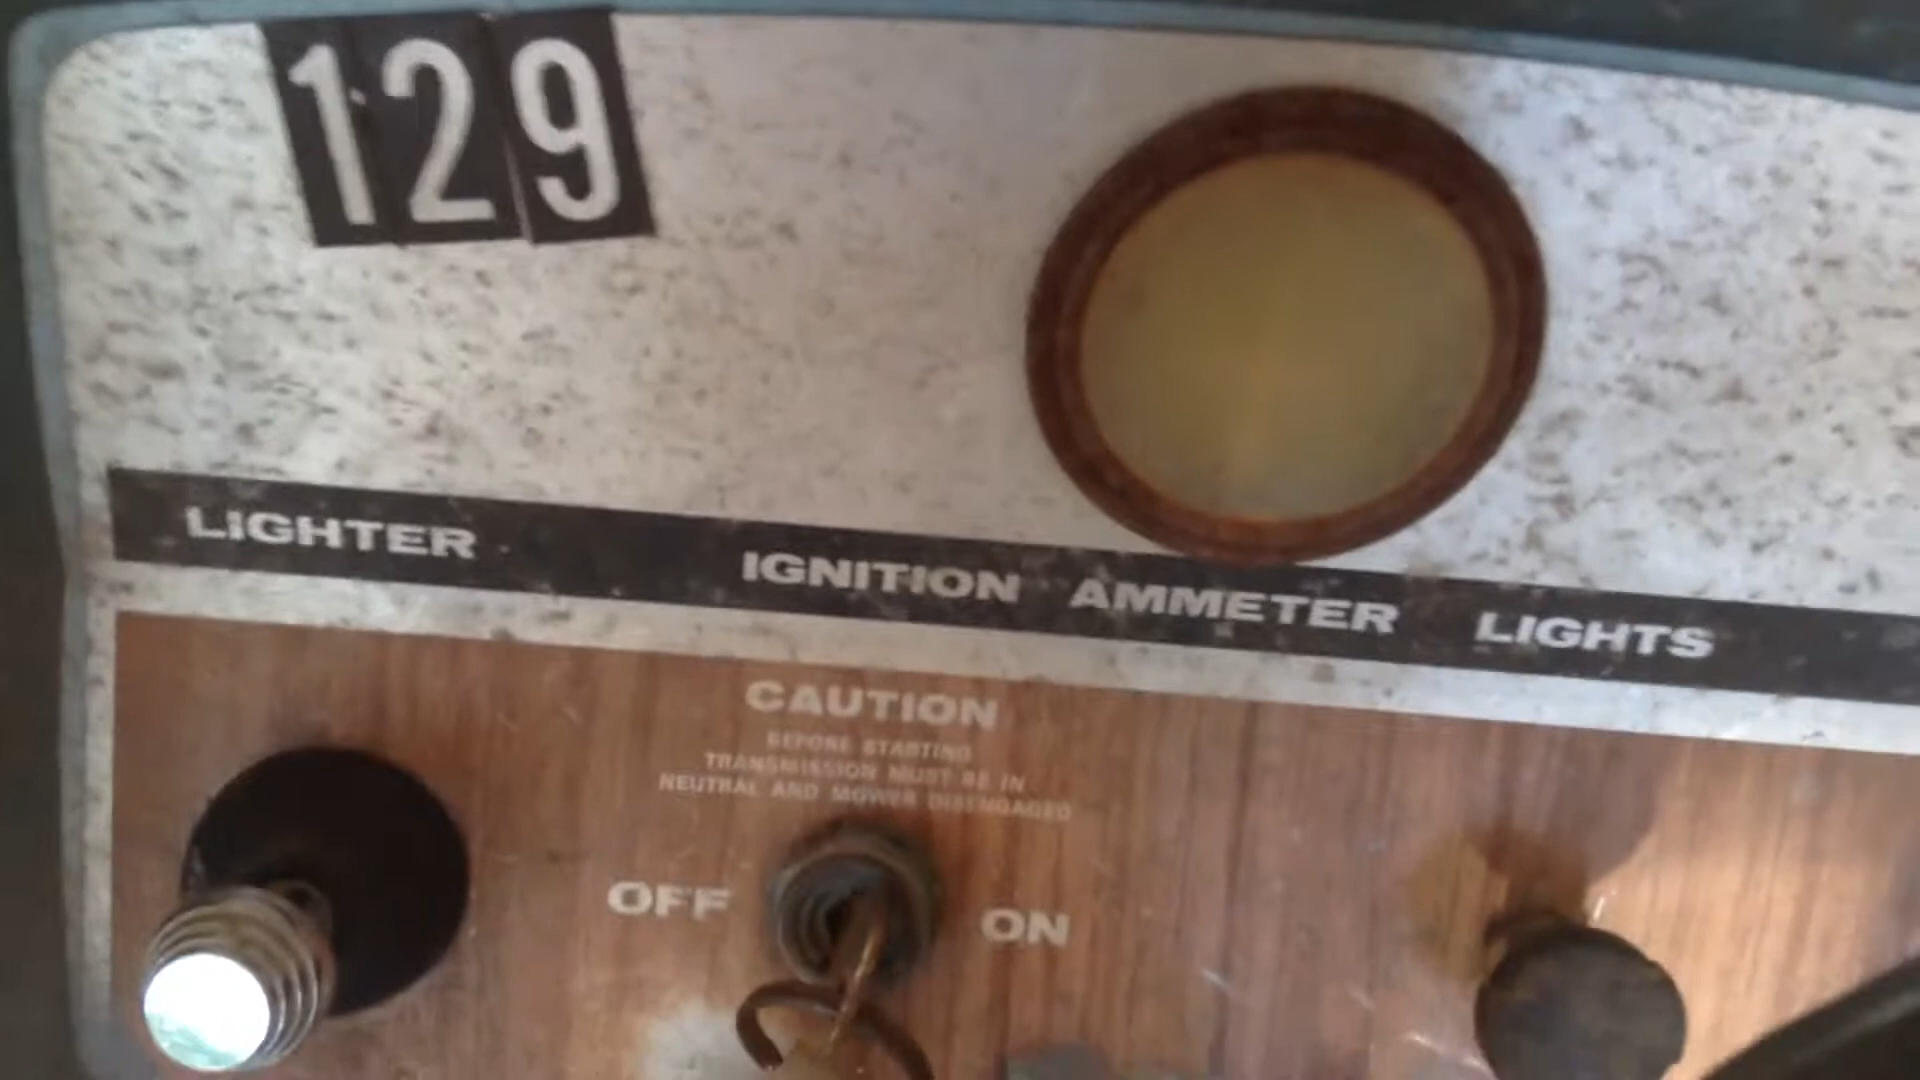 129
LIGHTER IGNITION AMMETER LIGHTS
CAUTION
BEFORE STARTING
TRANSMISSION MUST BE IN
NEUTRAL AND MOWER DISENGAGED
OFF ON